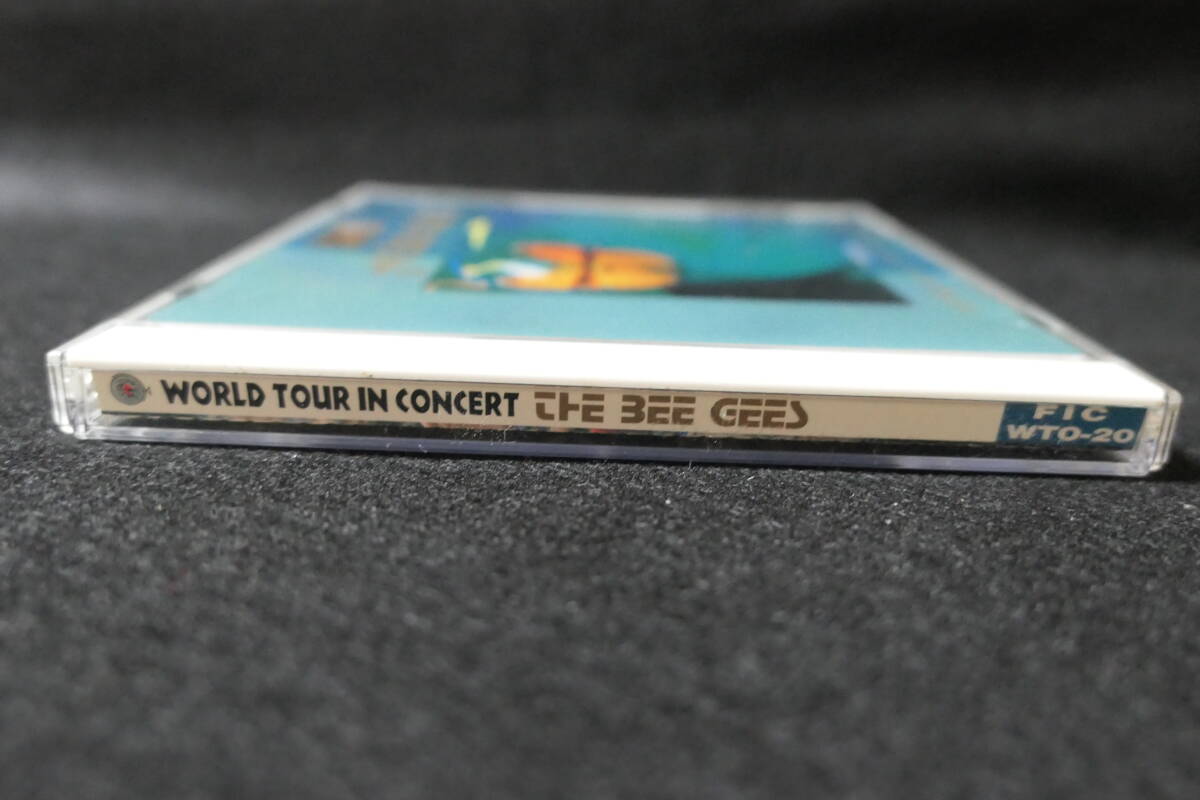 WORLD TOUR IN CONCERT THE BEE GEES
FIC
WTO-20